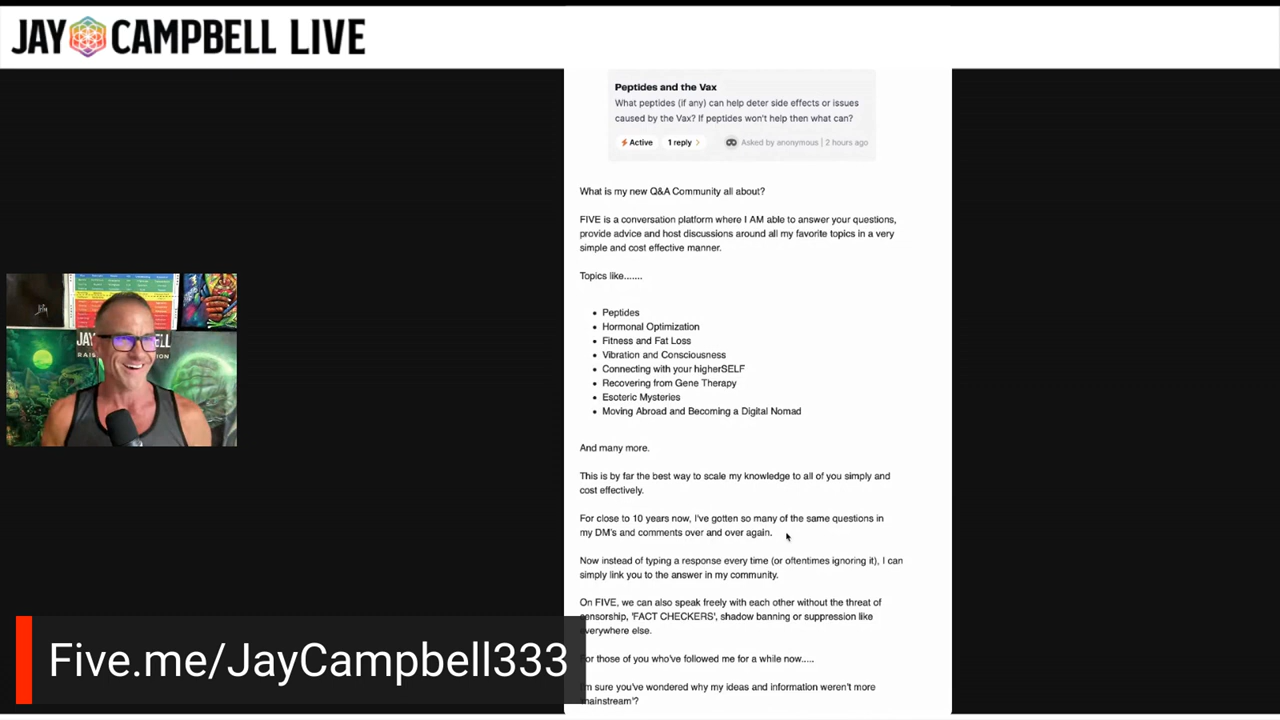 JAY CAMPBELL LIVE
Peptides and the Vax
What peptides (if any) can help deter side effects or issues
caused by the Vax? If peptides won't help then what can?
Active
1 reply
Asked by anonymous | 2 hours ago
What is my new Q&A Community all about?
FIVE is a conversation platform where I AM able to answer your questions,
provide advice and host discussions around all my favorite topics in a very
simple and cost effective manner.
Topics like.......
• Peptides
• Hormonal Optimization
• Fitness and Fat Loss
• Vibration and Consciousness
• Connecting with your higherSELF
• Recovering from Gene Therapy
• Esoteric Mysteries
• Moving Abroad and Becoming a Digital Nomad
And many more.
This is by far the best way to scale my knowledge to all of you simply and
cost effectively.
For close to 10 years now, I've gotten so many of the same questions in
my DM's and comments over and over again.
Now instead of typing a response every time (or oftentimes ignoring it), I can
simply link you to the answer in my community.
On FIVE, we can also speak freely with each other without the threat of
censorship, 'FACT CHECKERS', shadow banning or suppression like
everywhere else.
For those of you who've followed me for a while now.....
I'm sure you've wondered why my ideas and information weren't more
mainstream'?
Five.me/JayCampbell333